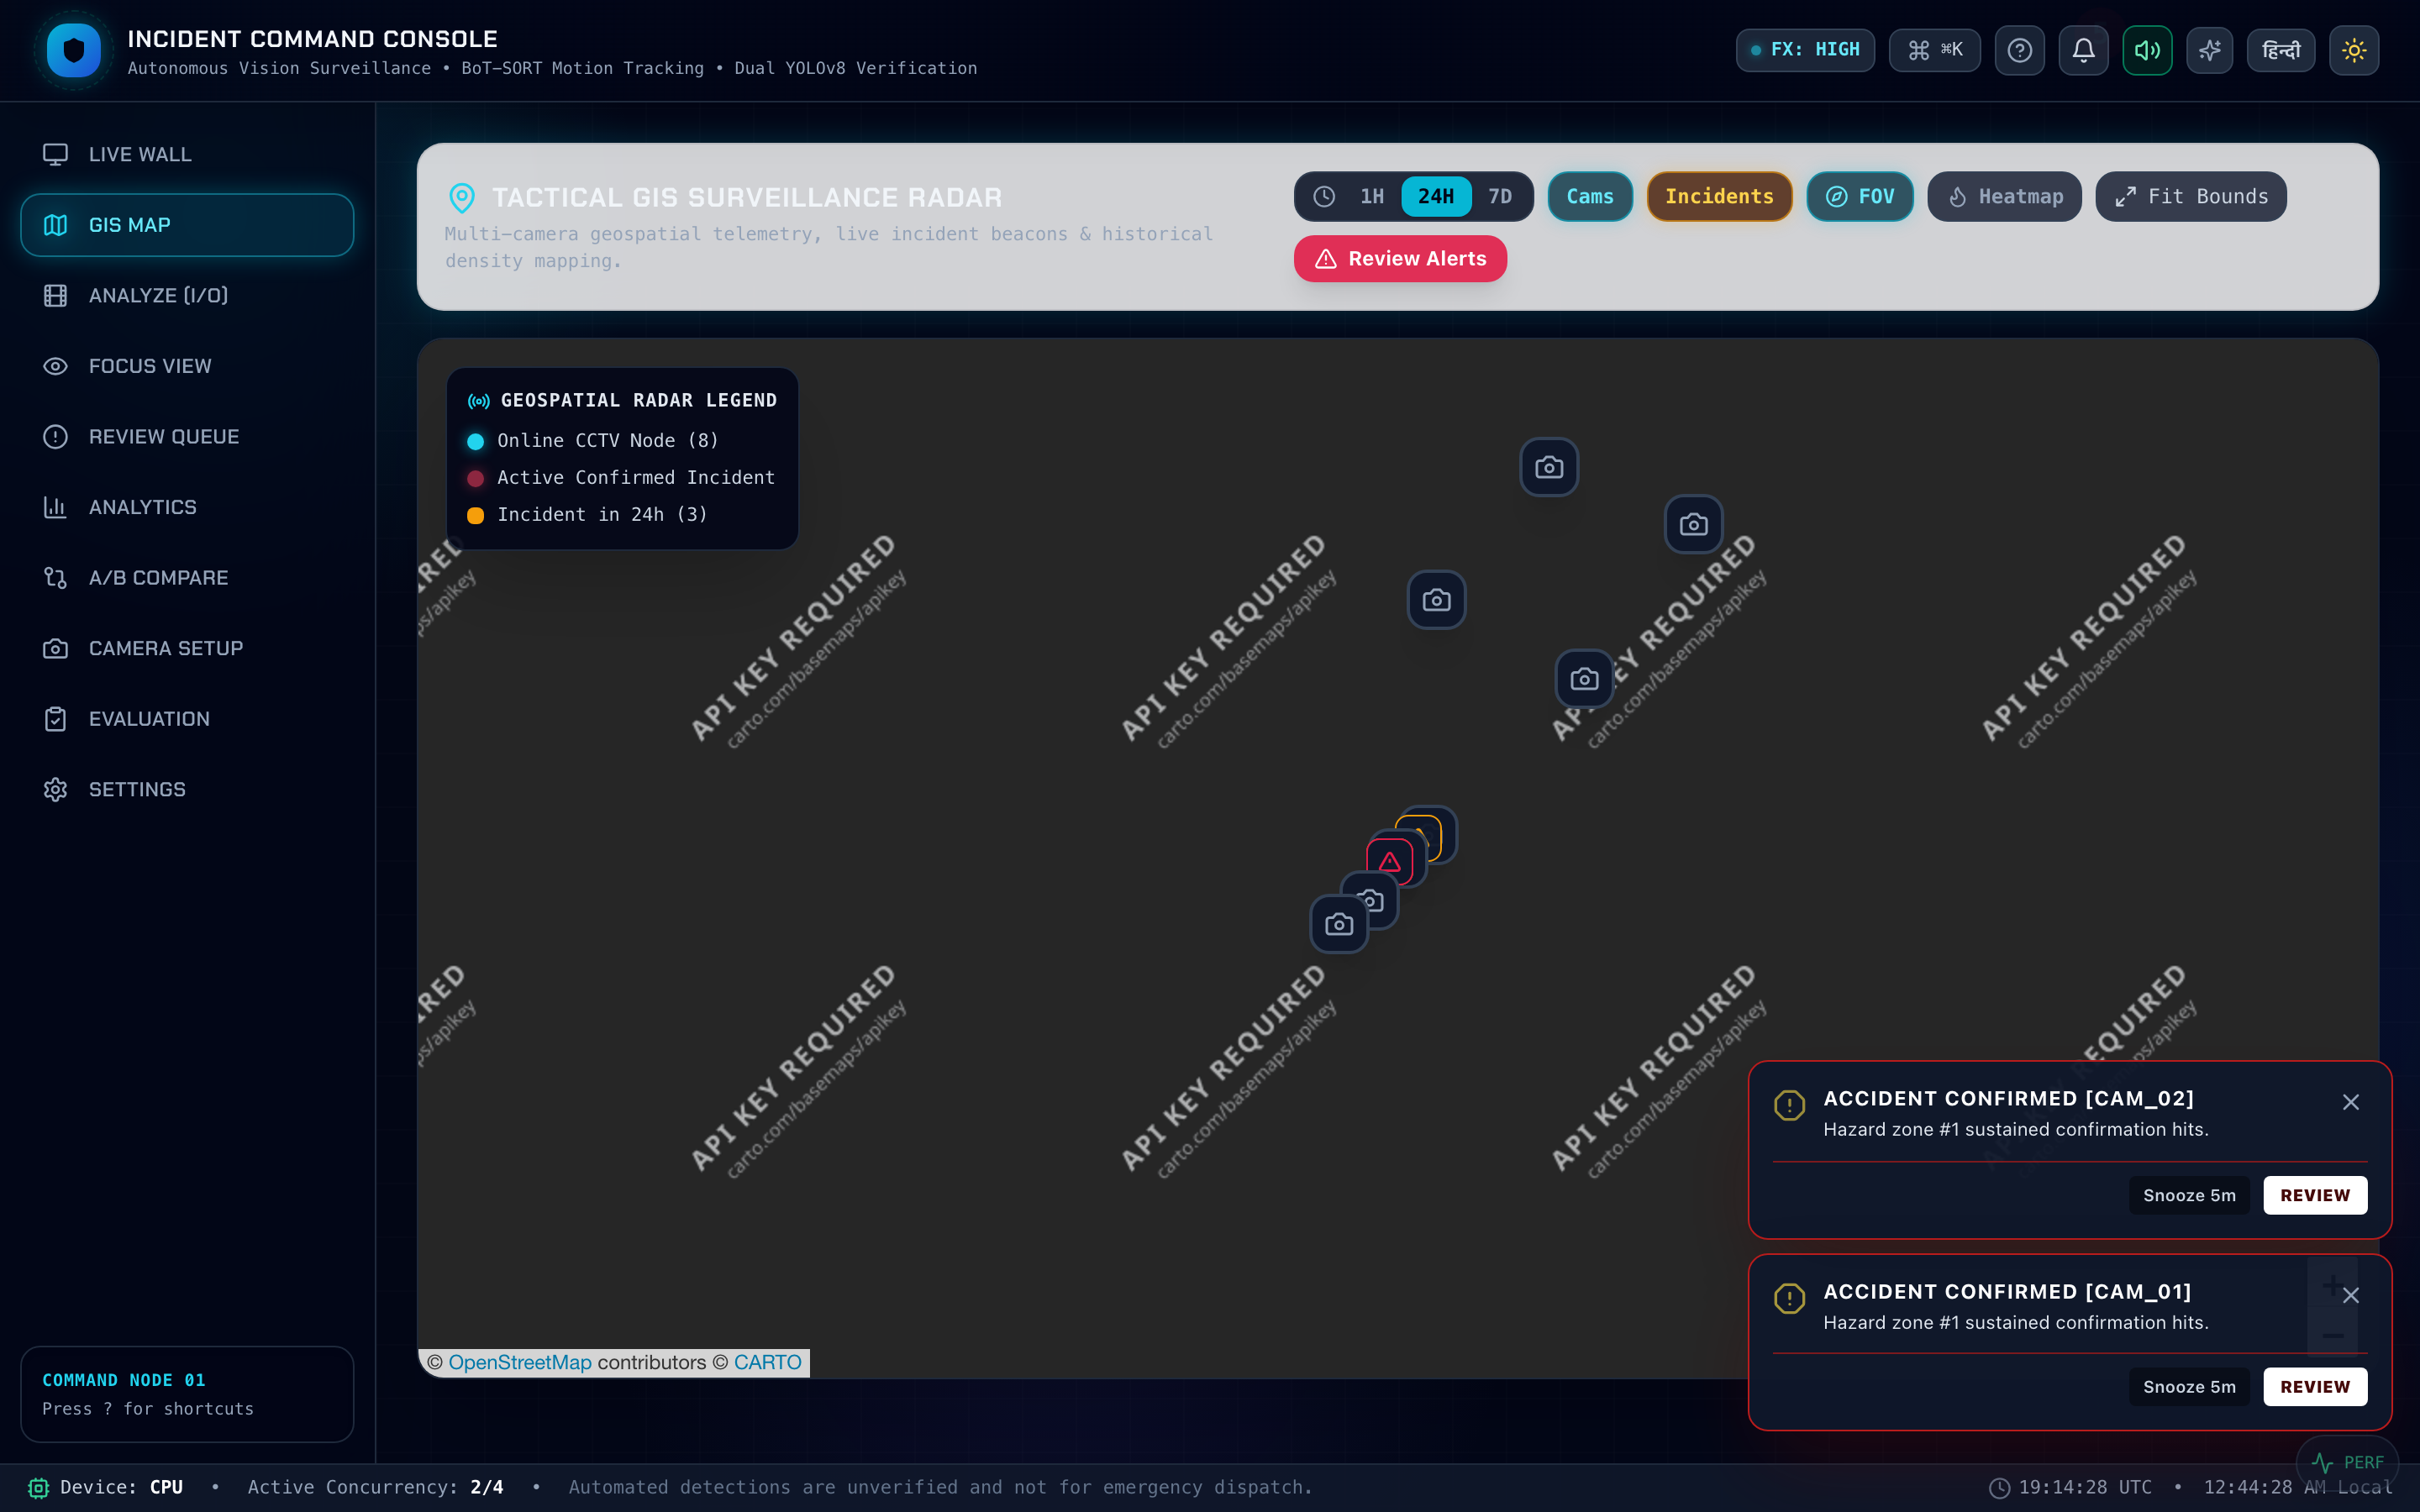 INCIDENT COMMAND CONSOLE
Autonomous Vision Surveillance • BoT-SORT Motion Tracking • Dual YOLOv8 Verification
FX: HIGH
⌘K
हिन्दी
LIVE WALL
GIS MAP
ANALYZE (I/O)
FOCUS VIEW
REVIEW QUEUE
ANALYTICS
A/B COMPARE
CAMERA SETUP
EVALUATION
SETTINGS
COMMAND NODE 01
Press ? for shortcuts
TACTICAL GIS SURVEILLANCE RADAR
Multi-camera geospatial telemetry, live incident beacons & historical
density mapping.
1H 24H 7D
Cams
Incidents
FOV
Heatmap
Fit Bounds
Review Alerts
GEOSPATIAL RADAR LEGEND
Online CCTV Node (8)
Active Confirmed Incident
Incident in 24h (3)
RED
ps/apikey
API KEY REQUIRED
carto.com/basemaps/apikey
API KEY REQUIRED
carto.com/basemaps/apikey
API KEY REQUIRED
carto.com/basemaps/apikey
API KEY REQUIRED
carto.com/basemaps/apikey
RED
ps/apikey
API KEY REQUIRED
carto.com/basemaps/apikey
API KEY REQUIRED
carto.com/basemaps/apikey
API KEY REQUIRED
carto.com/basemaps/apikey
REQUIRED
ps/apikey
ACCIDENT CONFIRMED [CAM_02]
Hazard zone #1 sustained confirmation hits.
Snooze 5m
REVIEW
ACCIDENT CONFIRMED [CAM_01]
Hazard zone #1 sustained confirmation hits.
Snooze 5m
REVIEW
© OpenStreetMap contributors © CARTO
PERF
Device: CPU • Active Concurrency: 2/4 • Automated detections are unverified and not for emergency dispatch.
19:14:28 UTC • 12:44:28 AM Local